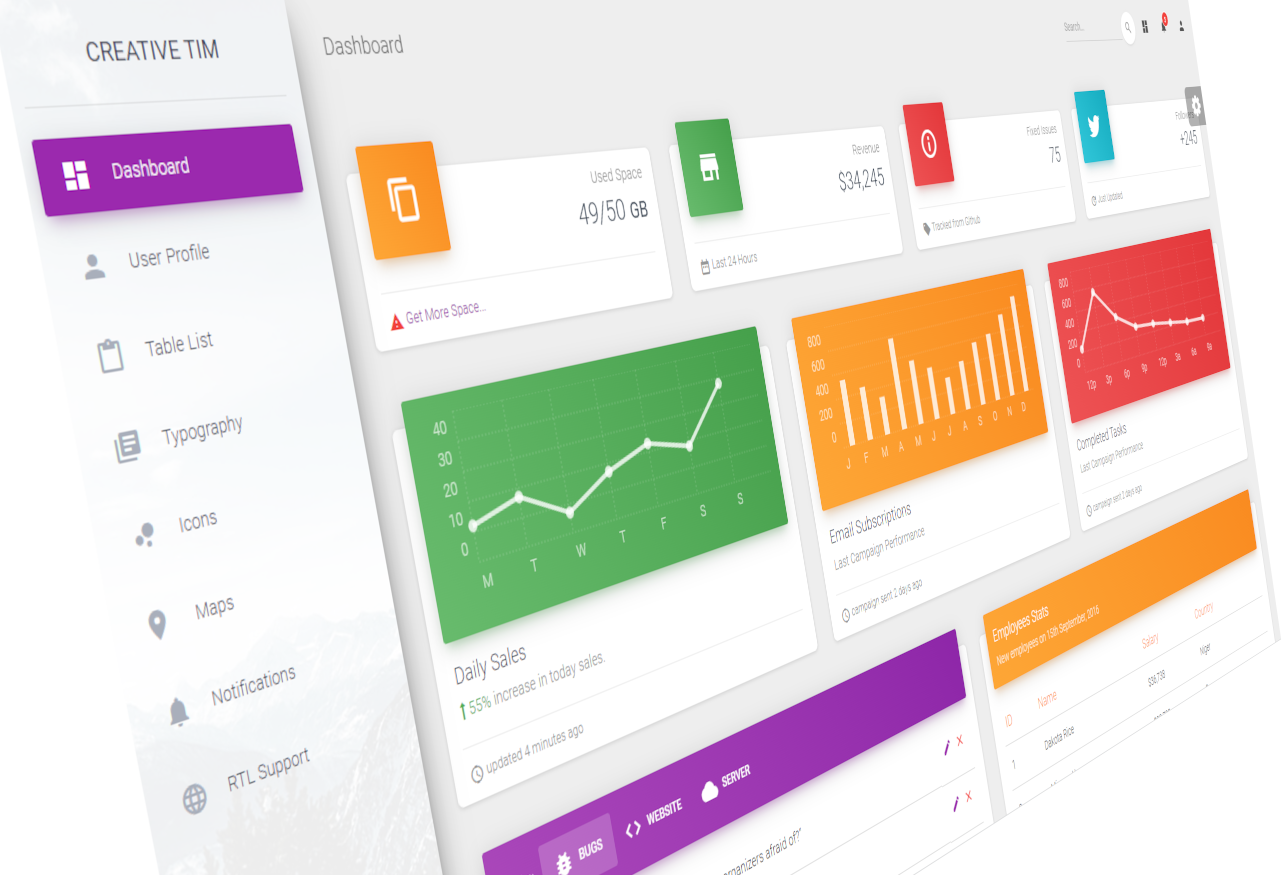 CREATIVE TIM
Dashboard
User Profile
Table List
Typography
Icons
Maps
Notifications
RTL Support
Dashboard
Search...
Used Space
49/50 GB
Get More Space...
Revenue
$34,245
Last 24 Hours
Fixed Issues
75
Tracked from Github
+245
Just Updated
40
30
20
10
0
M T W T F S S
Daily Sales
55% increase in today sales.
updated 4 minutes ago
800
600
400
200
0
J F M A M J J A S O N D
Email Subscriptions
Last Campaign Performance
campaign sent 2 days ago
800
600
400
200
0
12p 3p 6p 9p 12p 3a 6a 9a
Completed Tasks
Last Campaign Performance
campaign sent 2 days ago
BUGS WEBSITE SERVER
afraid of?"
Employees Stats
New employees on 15th September, 2016
ID Name Salary Country
1 Dakota Rice $36,738 Niger